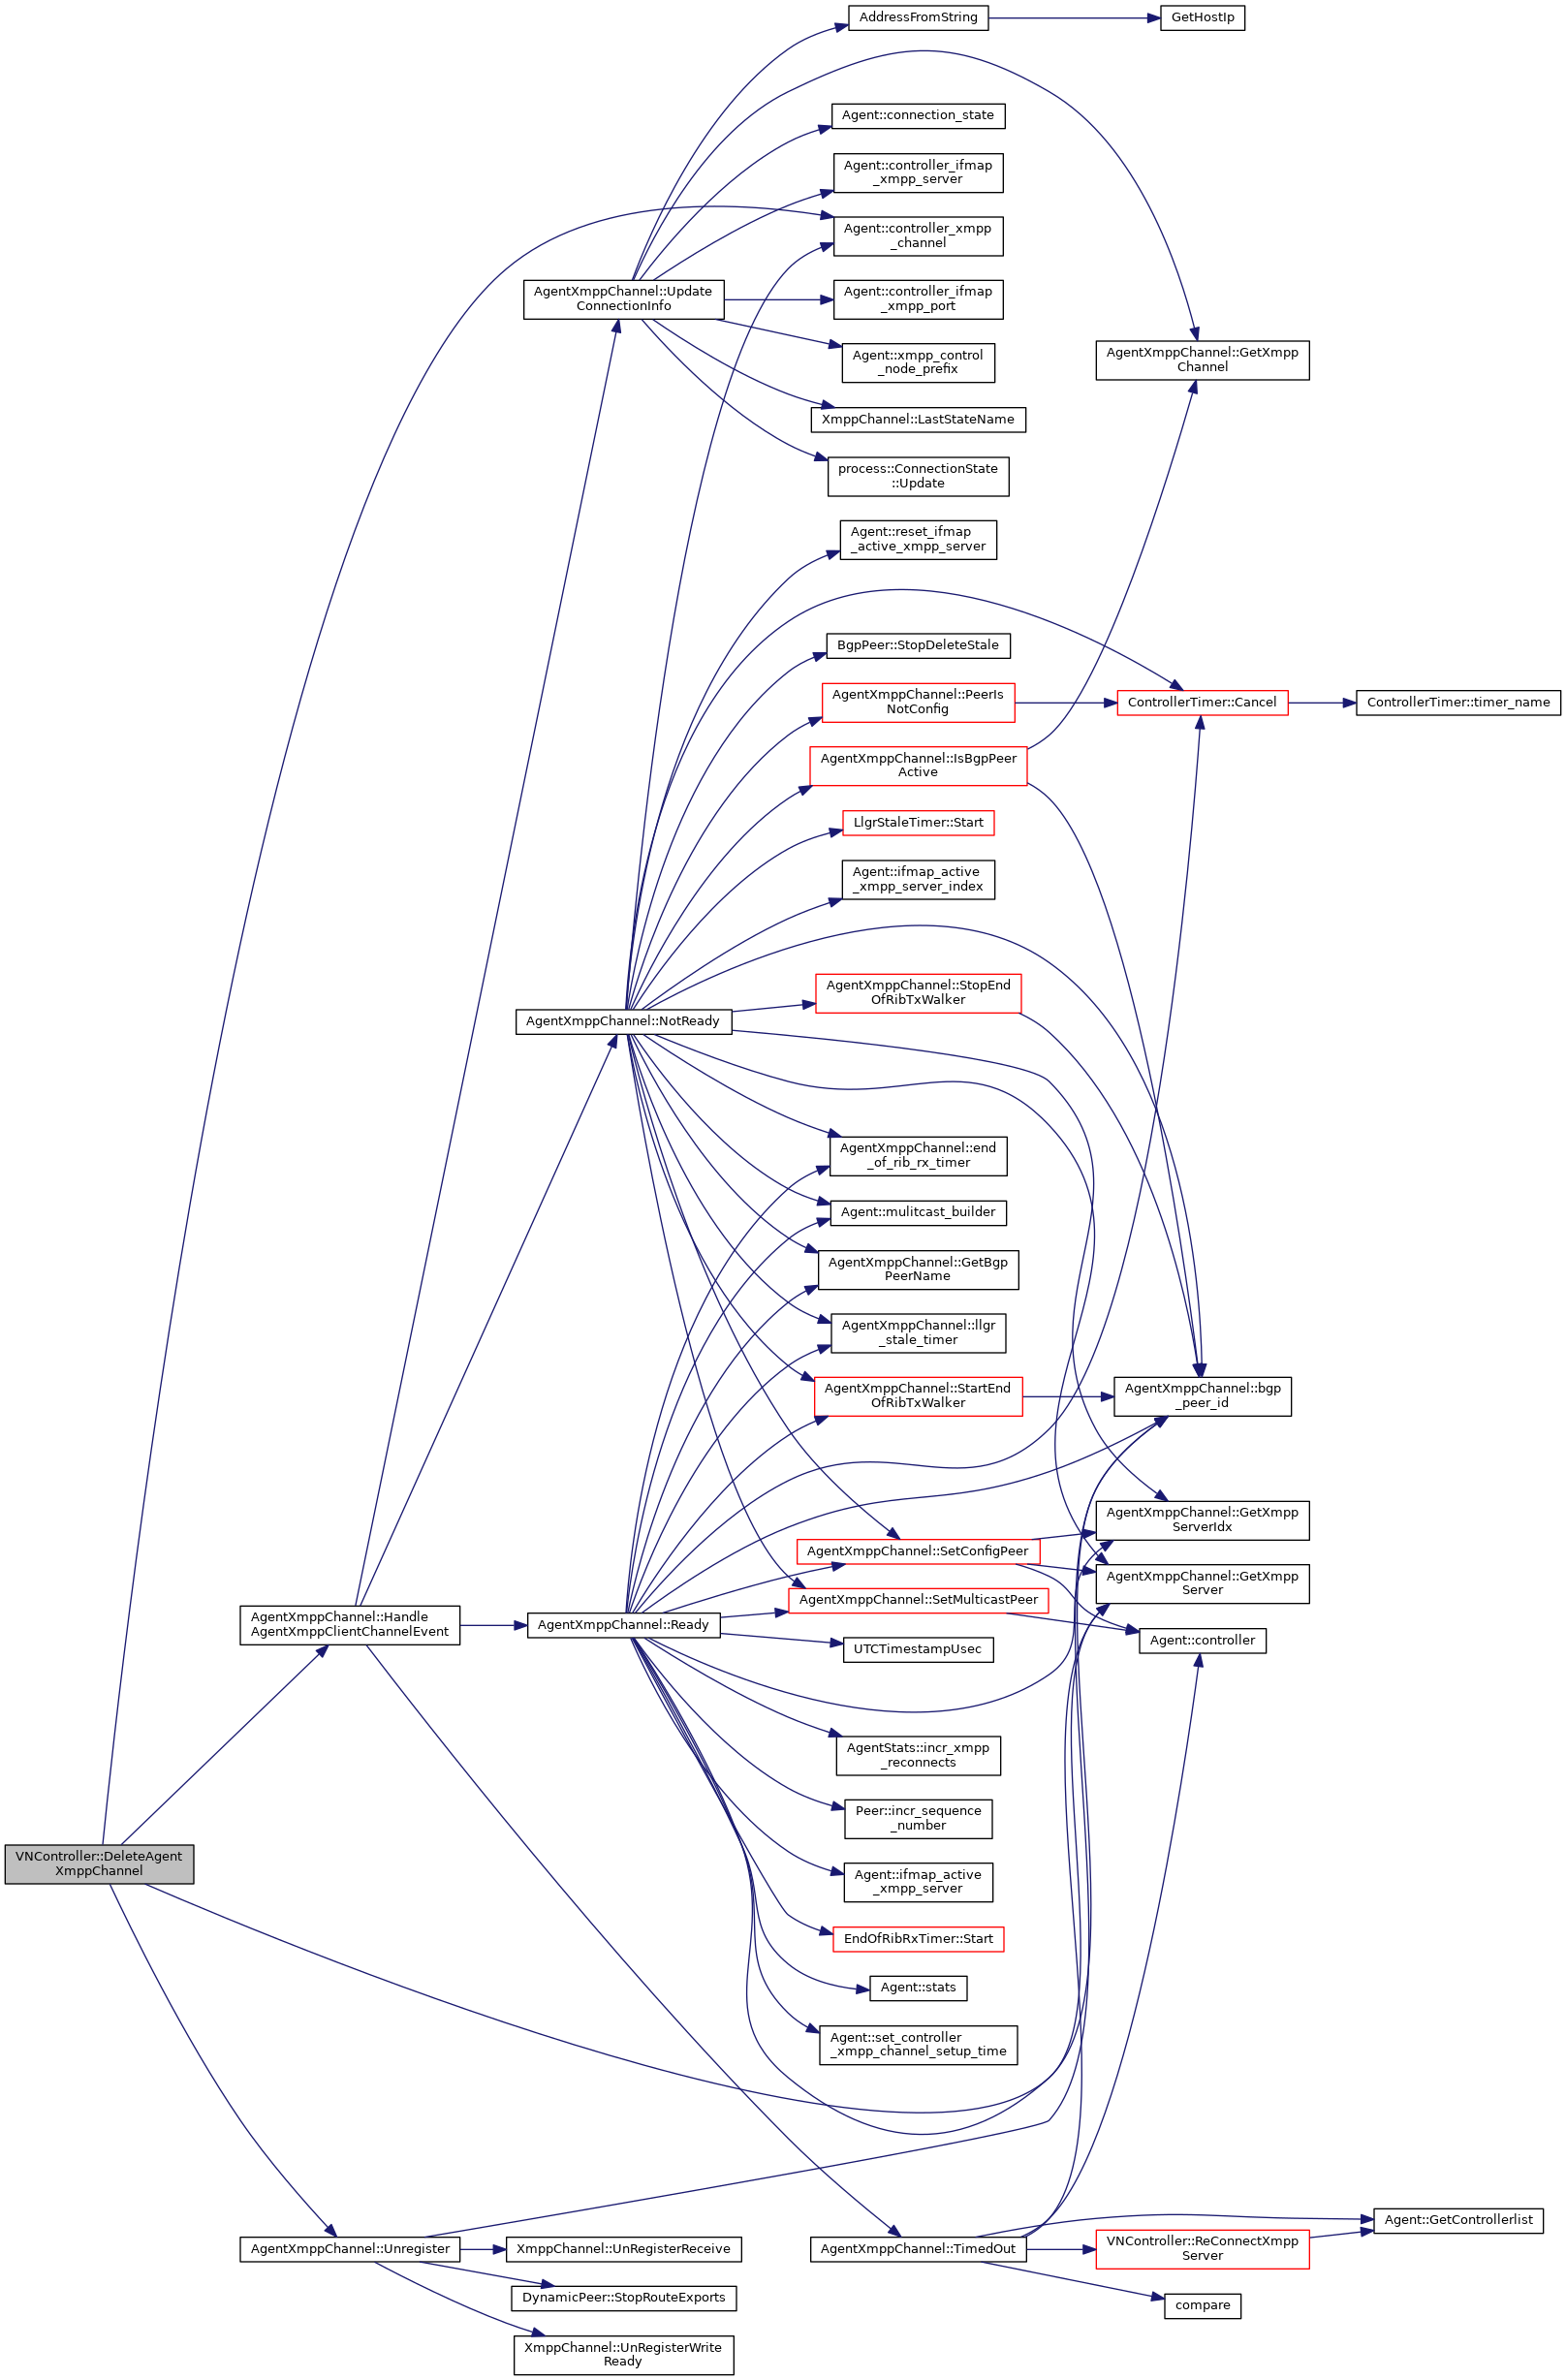 AddressFromString
GetHostIp
Agent::connection_state
Agent::controller_ifmap
_xmpp_server
Agent::controller_xmpp
_channel
AgentXmppChannel::Update
ConnectionInfo
Agent::controller_ifmap
_xmpp_port
AgentXmppChannel::GetXmpp
Channel
Agent::xmpp_control
_node_prefix
XmppChannel::LastStateName
process::ConnectionState
::Update
Agent::reset_ifmap
_active_xmpp_server
BgpPeer::StopDeleteStale
AgentXmppChannel::PeerIs
NotConfig
ControllerTimer::Cancel
ControllerTimer::timer_name
AgentXmppChannel::IsBgpPeer
Active
LlgrStaleTimer::Start
Agent::ifmap_active
_xmpp_server_index
AgentXmppChannel::StopEnd
OfRibTxWalker
AgentXmppChannel::NotReady
AgentXmppChannel::end
_of_rib_rx_timer
Agent::mulitcast_builder
AgentXmppChannel::GetBgp
PeerName
AgentXmppChannel::llgr
_stale_timer
AgentXmppChannel::StartEnd
OfRibTxWalker
AgentXmppChannel::bgp
_peer_id
AgentXmppChannel::GetXmpp
ServerIdx
AgentXmppChannel::SetConfigPeer
AgentXmppChannel::GetXmpp
Server
AgentXmppChannel::SetMulticastPeer
AgentXmppChannel::Handle
AgentXmppClientChannelEvent
AgentXmppChannel::Ready
Agent::controller
UTCTimestampUsec
AgentStats::incr_xmpp
_reconnects
Peer::incr_sequence
_number
VNController::DeleteAgent
XmppChannel
Agent::ifmap_active
_xmpp_server
EndOfRibRxTimer::Start
Agent::stats
Agent::set_controller
_xmpp_channel_setup_time
Agent::GetControllerlist
AgentXmppChannel::Unregister
XmppChannel::UnRegisterReceive
AgentXmppChannel::TimedOut
VNController::ReConnectXmpp
Server
DynamicPeer::StopRouteExports
compare
XmppChannel::UnRegisterWrite
Ready